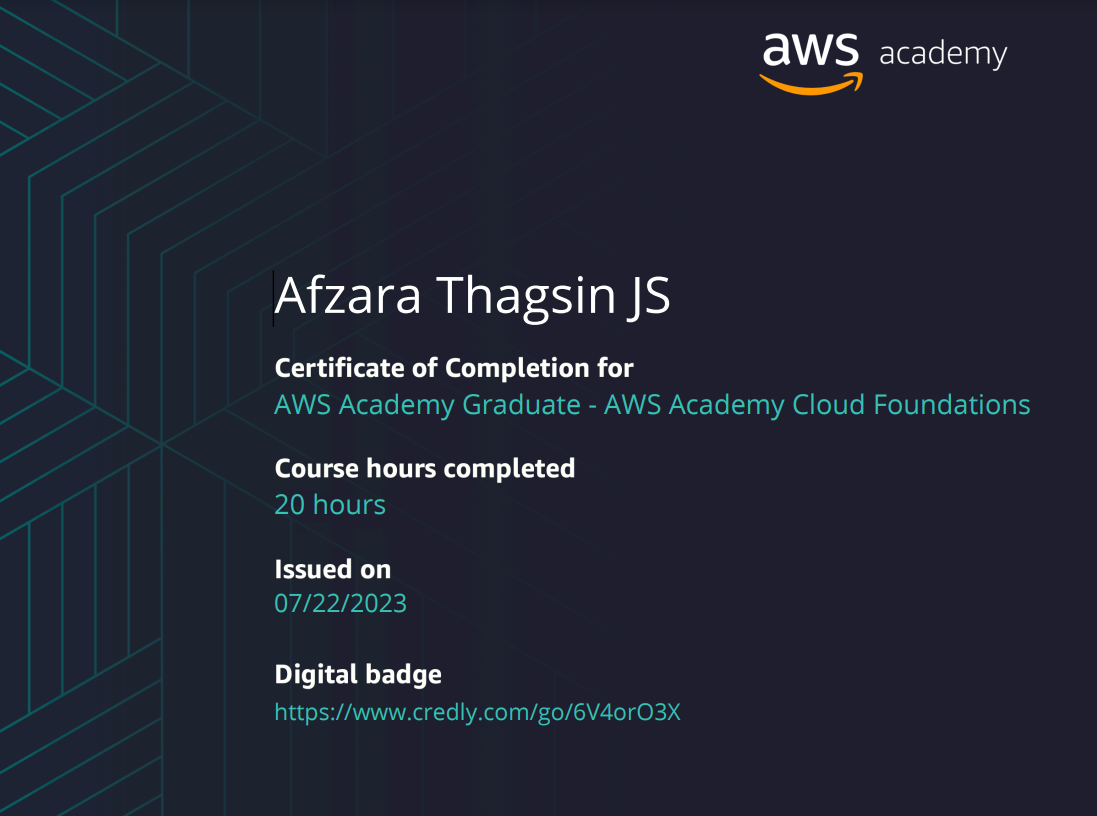 aws academy
Afzara Thagsin JS
Certificate of Completion for
AWS Academy Graduate - AWS Academy Cloud Foundations
Course hours completed
20 hours
Issued on
07/22/2023
Digital badge
https://www.credly.com/go/6V4orO3X